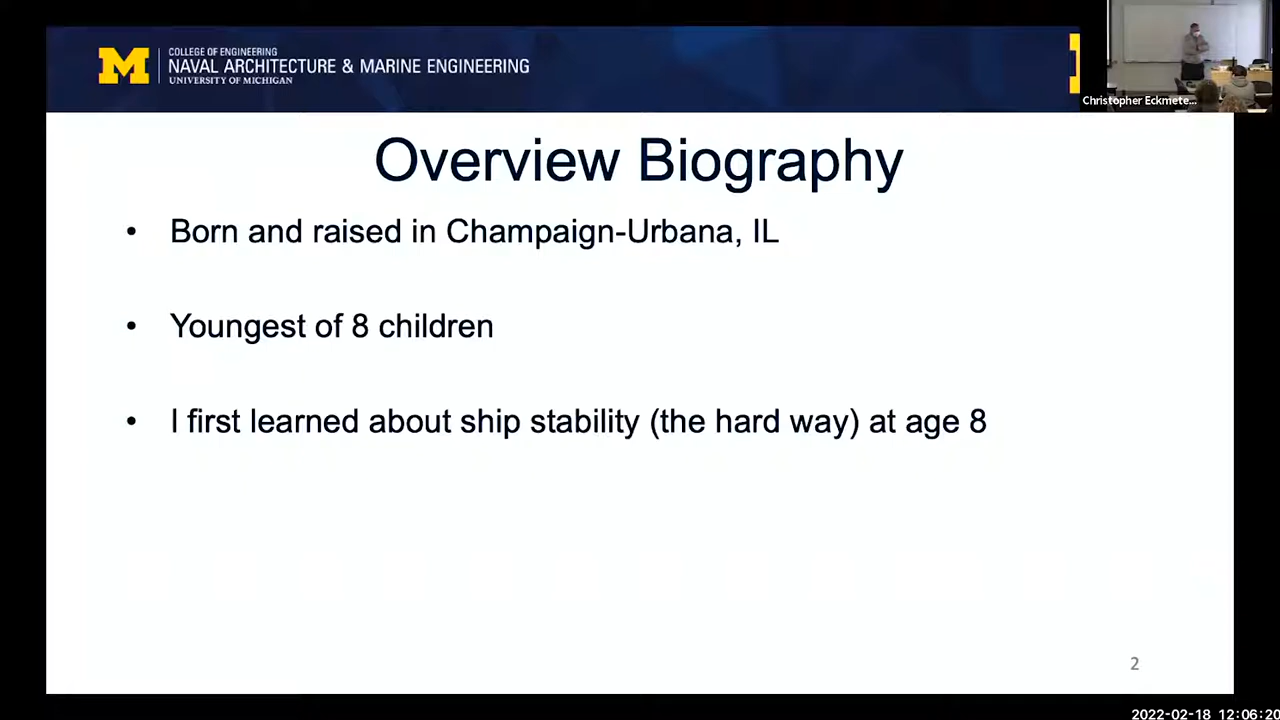 COLLEGE OF ENGINEERING
NAVAL ARCHITECTURE & MARINE ENGINEERING
UNIVERSITY OF MICHIGAN
Christopher Eckmete...
Overview Biography
• Born and raised in Champaign-Urbana, IL
• Youngest of 8 children
• I first learned about ship stability (the hard way) at age 8
2
2022-02-18 12:06:20